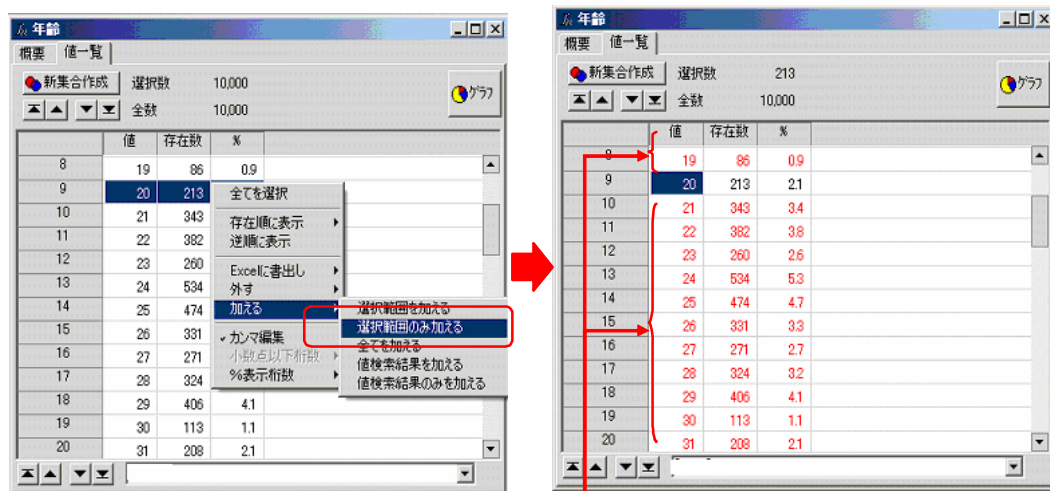 年齢
概要 値一覧
新集合作成 選択数 10,000
全数 10,000
グラフ
値 存在数 %
8 19 86 0.9
9 20 213
10 21 343
11 22 382
12 23 260
13 24 534
14 25 474
15 26 331
16 27 271
17 28 324
18 29 406 4.1
19 30 113 1.1
20 31 208 2.1
全てを選択
存在順に表示
逆順に表示
Excelに書出し
外す
加える
カンマ編集
小数点以下桁数
%表示桁数
選択範囲を加える
選択範囲のみ加える
全てを加える
値検索結果を加える
値検索結果のみを加える
年齢
概要 値一覧
新集合作成 選択数 213
全数 10,000
グラフ
値 存在数 %
8 19 86 0.9
9 20 213 2.1
10 21 343 3.4
11 22 382 3.8
12 23 260 2.6
13 24 534 5.3
14 25 474 4.7
15 26 331 3.3
16 27 271 2.7
17 28 324 3.2
18 29 406 4.1
19 30 113 1.1
20 31 208 2.1